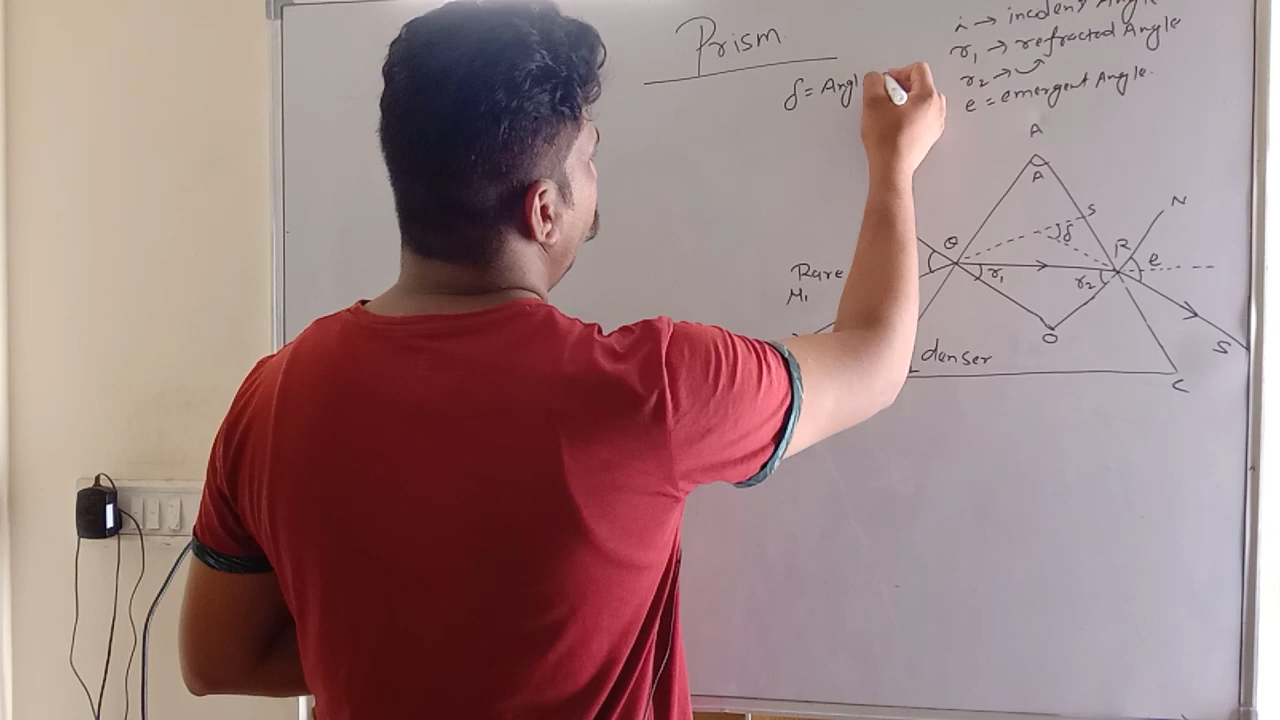 Prism
i → incident Angle
r₁ → refracted Angle
r₂ →
e = emergent Angle.
δ = Angl
A
A
N
S
δ
Q
R
e
r₁
r₂
Rare
M₁
O
denser
S
C